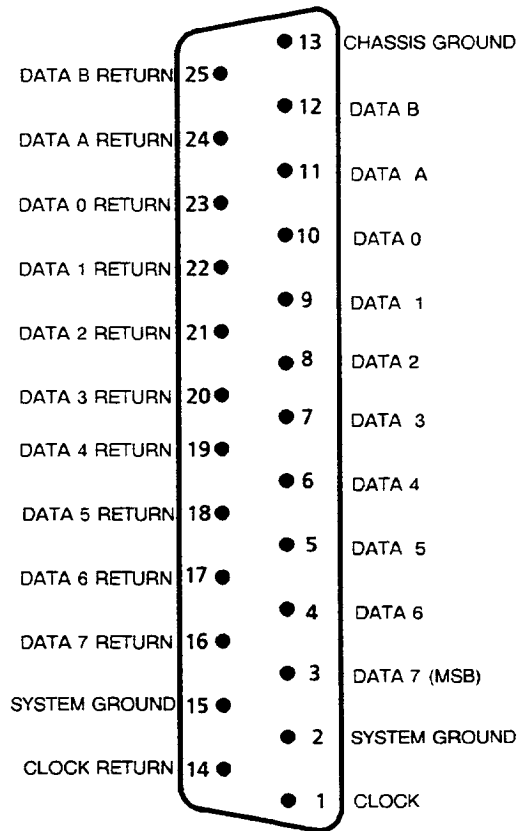 13 CHASSIS GROUND
DATA B RETURN 25
12 DATA B
DATA A RETURN 24
11 DATA A
DATA 0 RETURN 23
10 DATA 0
DATA 1 RETURN 22
9 DATA 1
DATA 2 RETURN 21
8 DATA 2
DATA 3 RETURN 20
7 DATA 3
DATA 4 RETURN 19
6 DATA 4
DATA 5 RETURN 18
5 DATA 5
DATA 6 RETURN 17
4 DATA 6
DATA 7 RETURN 16
3 DATA 7 (MSB)
SYSTEM GROUND 15
2 SYSTEM GROUND
CLOCK RETURN 14
1 CLOCK